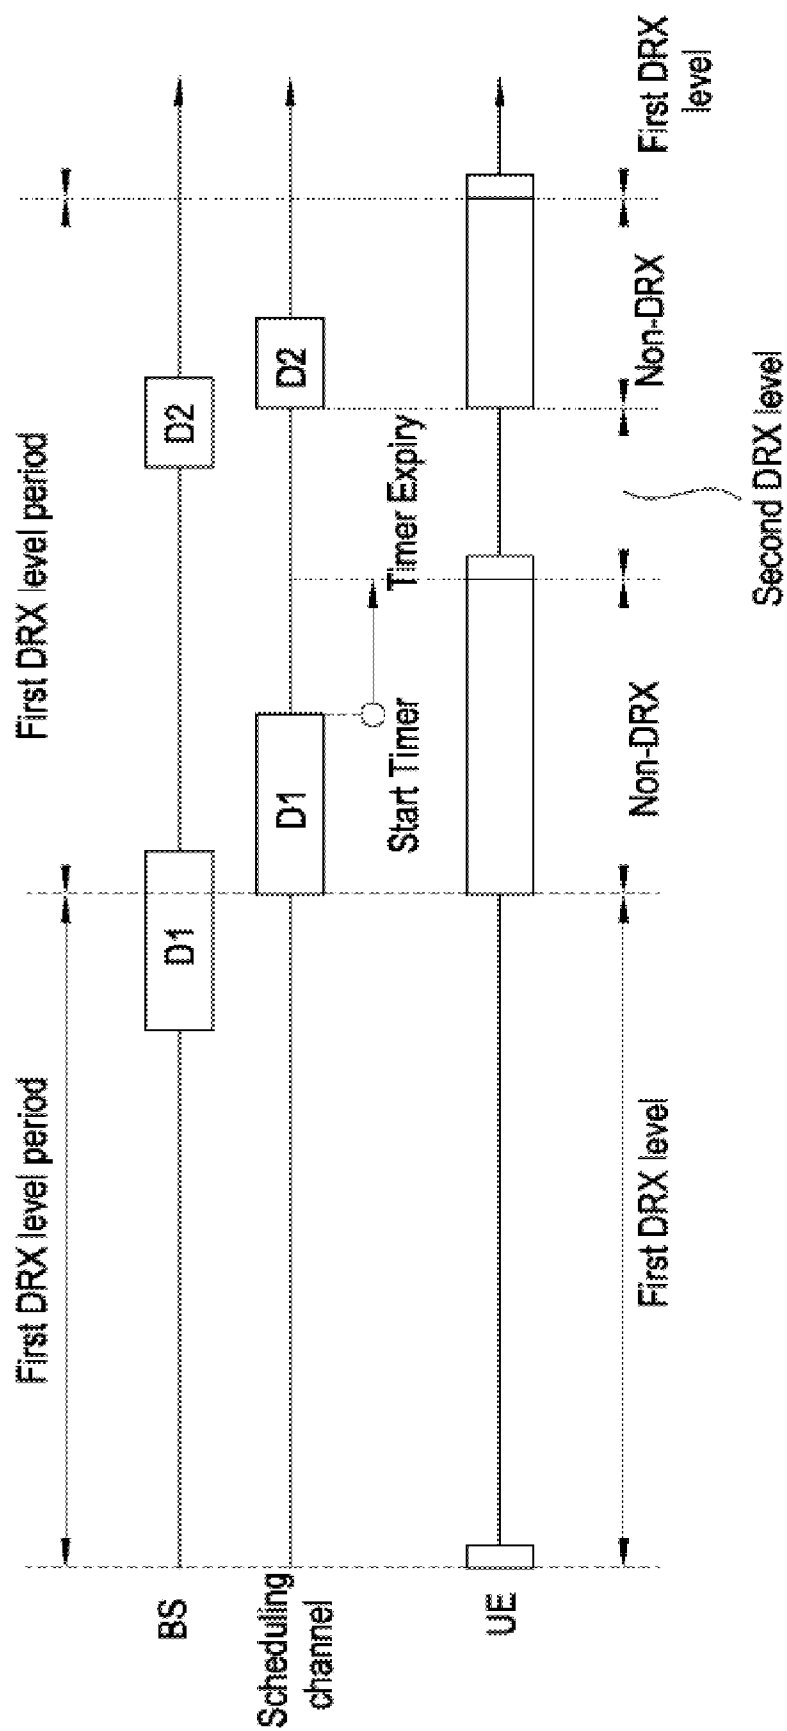 First DRX level period
First DRX level period
BS
D1
D2
Scheduling
channel
D1
D2
Start Timer
Timer Expiry
UE
First DRX level
Non-DRX
Non-DRX
First DRX
level
Second DRX level